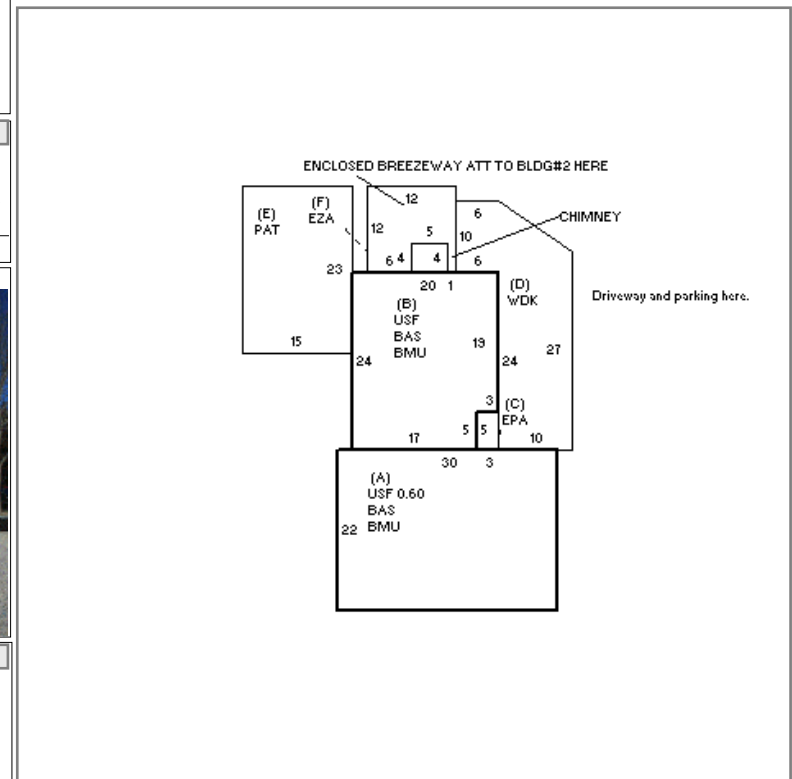 ENCLOSED BREEZEWAY ATT TO BLDG#2 HERE
12
(E)
PAT
(F)
EZA
12
5
6
10
CHIMNEY
23
6 4
4
6
20 1
(D)
WDK
Driveway and parking here.
(B)
USF
BAS
BMU
15
24
19
24
27
3
(C)
EPA
17
5
5
10
30
3
(A)
USF 0.60
BAS
BMU
22